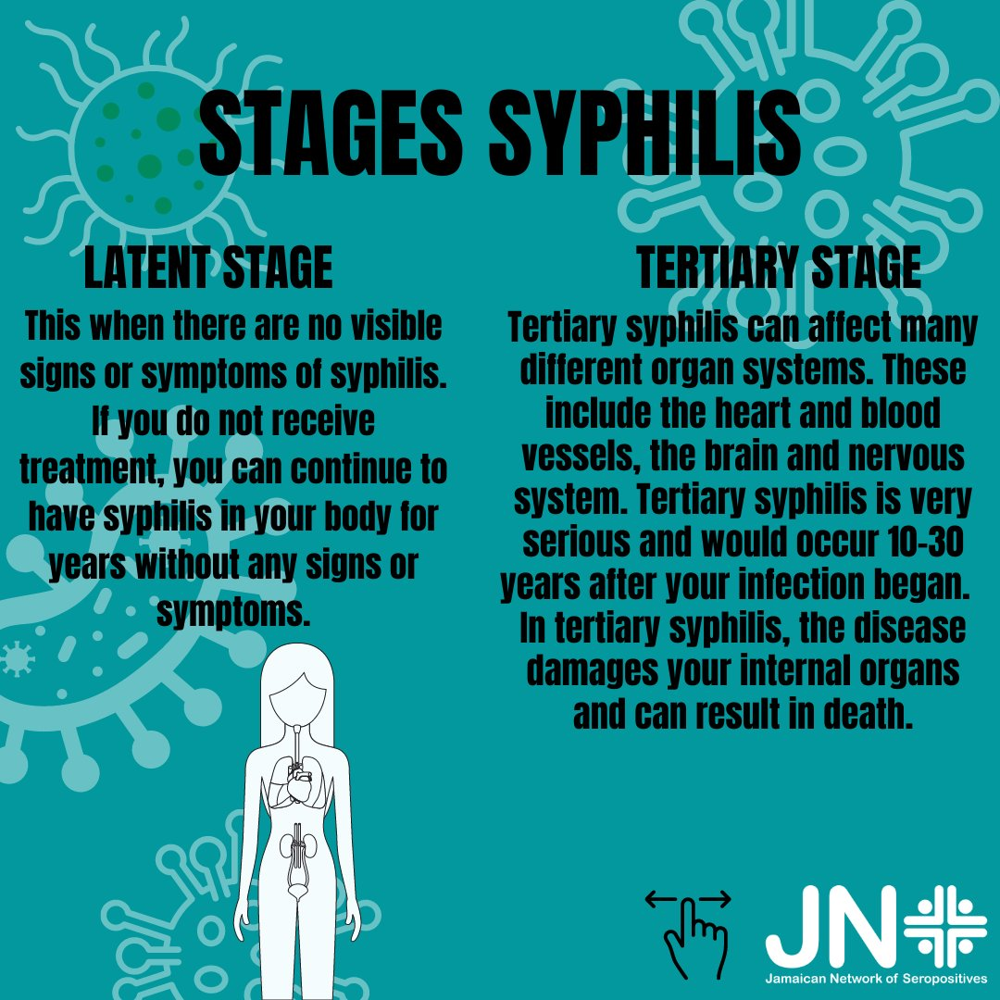 STAGES SYPHILIS
LATENT STAGE
This when there are no visible
signs or symptoms of syphilis.
If you do not receive
treatment, you can continue to
have syphilis in your body for
years without any signs or
symptoms.
TERTIARY STAGE
Tertiary syphilis can affect many
different organ systems. These
include the heart and blood
vessels, the brain and nervous
system. Tertiary syphilis is very
serious and would occur 10-30
years after your infection began.
In tertiary syphilis, the disease
damages your internal organs
and can result in death.
JN
Jamaican Network of Seropositives